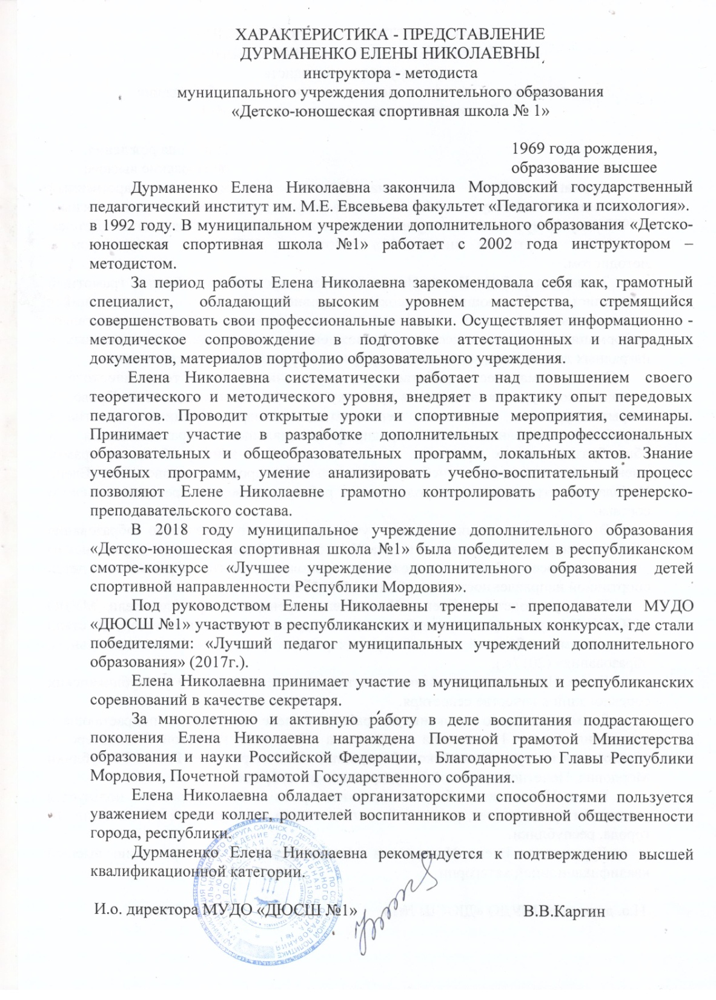 ХАРАКТЕРИСТИКА - ПРЕДСТАВЛЕНИЕ
ДУРМАНЕНКО ЕЛЕНЫ НИКОЛАЕВНЫ
инструктора - методиста
муниципального учреждения дополнительного образования
«Детско-юношеская спортивная школа № 1»
1969 года рождения,
образование высшее
Дурманенко Елена Николаевна закончила Мордовский государственный
педагогический институт им. М.Е. Евсевьева факультет «Педагогика и психология».
в 1992 году. В муниципальном учреждении дополнительного образования «Детско-
юношеская спортивная школа №1» работает с 2002 года инструктором –
методистом.
За период работы Елена Николаевна зарекомендовала себя как, грамотный
специалист, обладающий высоким уровнем мастерства, стремящийся
совершенствовать свои профессиональные навыки. Осуществляет информационно -
методическое сопровождение в подготовке аттестационных и наградных
документов, материалов портфолио образовательного учреждения.
Елена Николаевна систематически работает над повышением своего
теоретического и методического уровня, внедряет в практику опыт передовых
педагогов. Проводит открытые уроки и спортивные мероприятия, семинары.
Принимает участие в разработке дополнительных предпрофесссиональных
образовательных и общеобразовательных программ, локальных актов. Знание
учебных программ, умение анализировать учебно-воспитательный процесс
позволяют Елене Николаевне грамотно контролировать работу тренерско-
преподавательского состава.
В 2018 году муниципальное учреждение дополнительного образования
«Детско-юношеская спортивная школа №1» была победителем в республиканском
смотре-конкурсе «Лучшее учреждение дополнительного образования детей
спортивной направленности Республики Мордовия».
Под руководством Елены Николаевны тренеры - преподаватели МУДО
«ДЮСШ №1» участвуют в республиканских и муниципальных конкурсах, где стали
победителями: «Лучший педагог муниципальных учреждений дополнительного
образования» (2017г.).
Елена Николаевна принимает участие в муниципальных и республиканских
соревнований в качестве секретаря.
За многолетнюю и активную работу в деле воспитания подрастающего
поколения Елена Николаевна награждена Почетной грамотой Министерства
образования и науки Российской Федерации,, Благодарностью Главы Республики
Мордовия, Почетной грамотой Государственного собрания.
Елена Николаевна обладает организаторскими способностями пользуется
уважением среди коллег, родителей воспитанников и спортивной общественности
города, республики.
Дурманенко Елена Николаевна рекомендуется к подтверждению высшей
квалификационной категории.
И.о. директора МУДО «ДЮСШ №1» В.В.Каргин